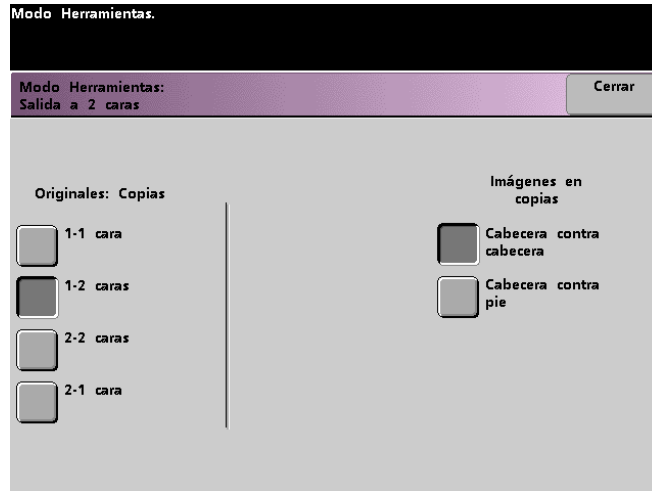 Modo Herramientas.
Modo Herramientas:
Salida a 2 caras
Cerrar
Originales: Copias
1-1 cara
1-2 caras
2-2 caras
2-1 cara
Imágenes en
copias
Cabecera contra
cabecera
Cabecera contra
pie